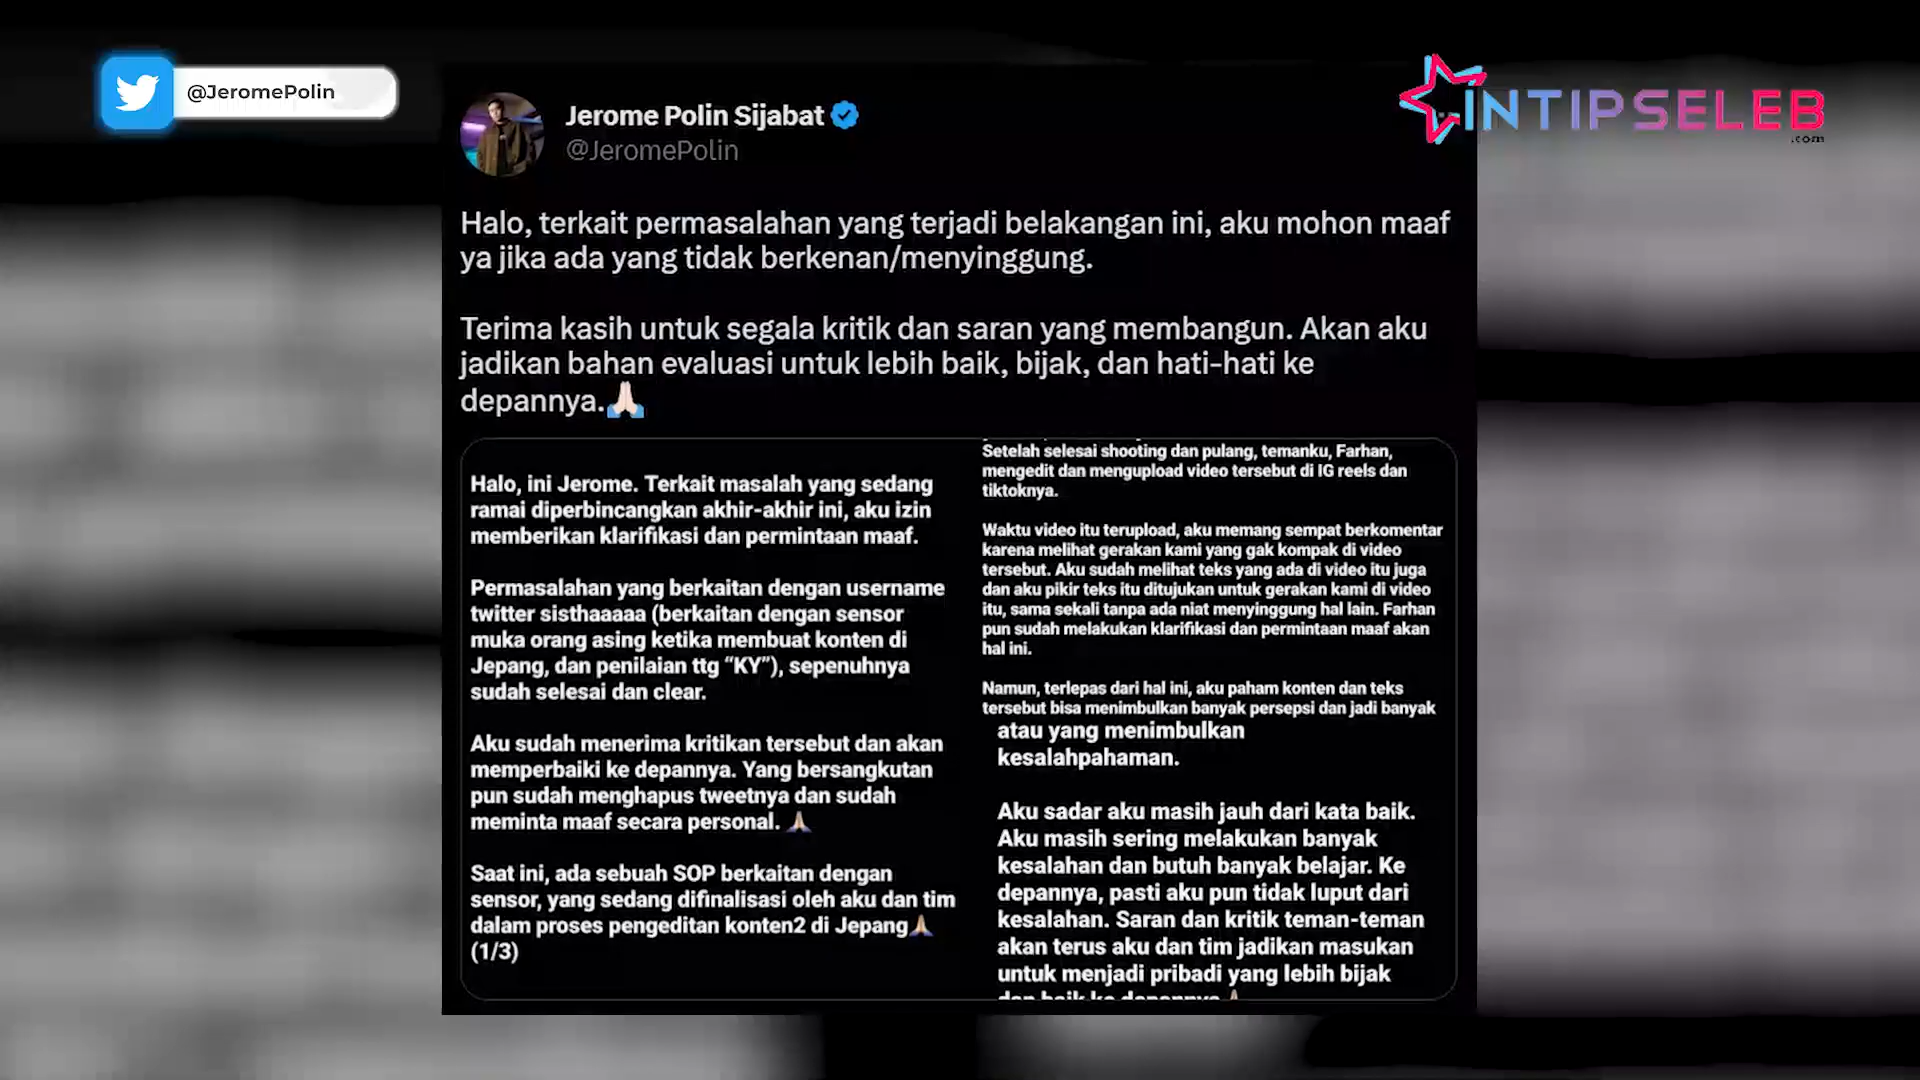 @JeromePolin
INTIPSELEB
.com
Jerome Polin Sijabat
@JeromePolin
Halo, terkait permasalahan yang terjadi belakangan ini, aku mohon maaf
ya jika ada yang tidak berkenan/menyinggung.
Terima kasih untuk segala kritik dan saran yang membangun. Akan aku
jadikan bahan evaluasi untuk lebih baik, bijak, dan hati-hati ke
depannya.🙏🏻
Halo, ini Jerome. Terkait masalah yang sedang
ramai diperbincangkan akhir-akhir ini, aku izin
memberikan klarifikasi dan permintaan maaf.
Permasalahan yang berkaitan dengan username
twitter sisthaaaaa (berkaitan dengan sensor
muka orang asing ketika membuat konten di
Jepang, dan penilaian ttg “KY”), sepenuhnya
sudah selesai dan clear.
Aku sudah menerima kritikan tersebut dan akan
memperbaiki ke depannya. Yang bersangkutan
pun sudah menghapus tweetnya dan sudah
meminta maaf secara personal. 🙏🏼
Saat ini, ada sebuah SOP berkaitan dengan
sensor, yang sedang difinalisasi oleh aku dan tim
dalam proses pengeditan konten2 di Jepang🙏🏼
(1/3)
Setelah selesai shooting dan pulang, temanku, Farhan,
mengedit dan mengupload video tersebut di IG reels dan
tiktoknya.
Waktu video itu terupload, aku memang sempat berkomentar
karena melihat gerakan kami yang gak kompak di video
tersebut. Aku sudah melihat teks yang ada di video itu juga
dan aku pikir teks itu ditujukan untuk gerakan kami di video
itu, sama sekali tanpa ada niat menyinggung hal lain. Farhan
pun sudah melakukan klarifikasi dan permintaan maaf akan
hal ini.
Namun, terlepas dari hal ini, aku paham konten dan teks
tersebut bisa menimbulkan banyak persepsi dan jadi banyak
atau yang menimbulkan
kesalahpahaman.
Aku sadar aku masih jauh dari kata baik.
Aku masih sering melakukan banyak
kesalahan dan butuh banyak belajar. Ke
depannya, pasti aku pun tidak luput dari
kesalahan. Saran dan kritik teman-teman
akan terus aku dan tim jadikan masukan
untuk menjadi pribadi yang lebih bijak
dan baik ke depannya 🙏🏼